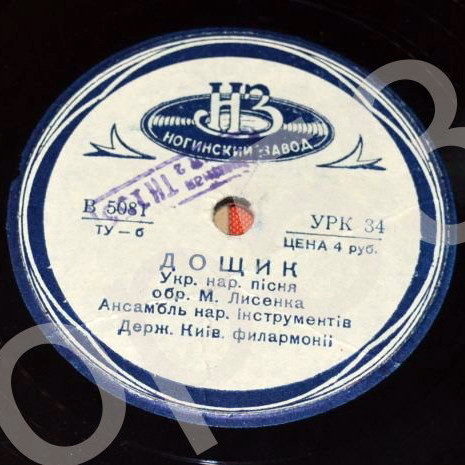 НЗ
НОГИНСКИЙ ЗАВОД
В 5081
ТУ-б
УРК 34
ЦЕНА 4 руб.
ДОЩИК
Укр. нар. пісня
обр. М. Лисенка
Ансамбль нар. інструментів
Держ. Київ. филармонії